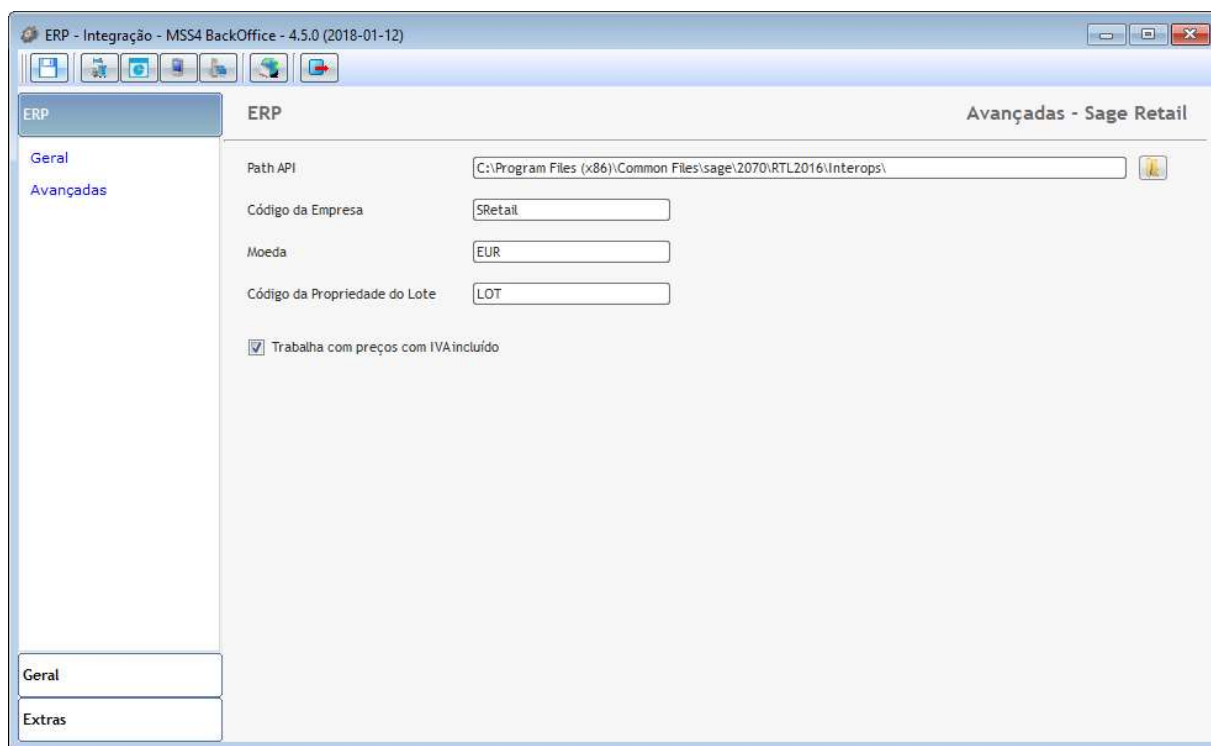 ERP - Integração - MSS4 BackOffice - 4.5.0 (2018-01-12)
ERP
Geral
Avançadas
ERP
Avançadas - Sage Retail
Path API
C:\Program Files (x86)\Common Files\sage\2070\RTL2016\Interops\
Código da Empresa
SRetail
Moeda
EUR
Código da Propriedade do Lote
LOT
Trabalha com preços com IVA incluído
Geral
Extras